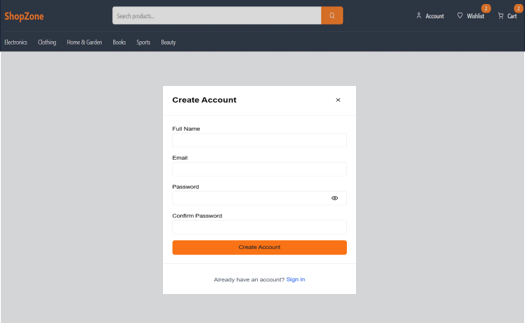 ShopZone
Search products...
Account
Wishlist
2
Cart
2
Electronics Clothing Home & Garden Books Sports Beauty
Create Account
×
Full Name
Email
Password
Confirm Password
Create Account
Already have an account? Sign in